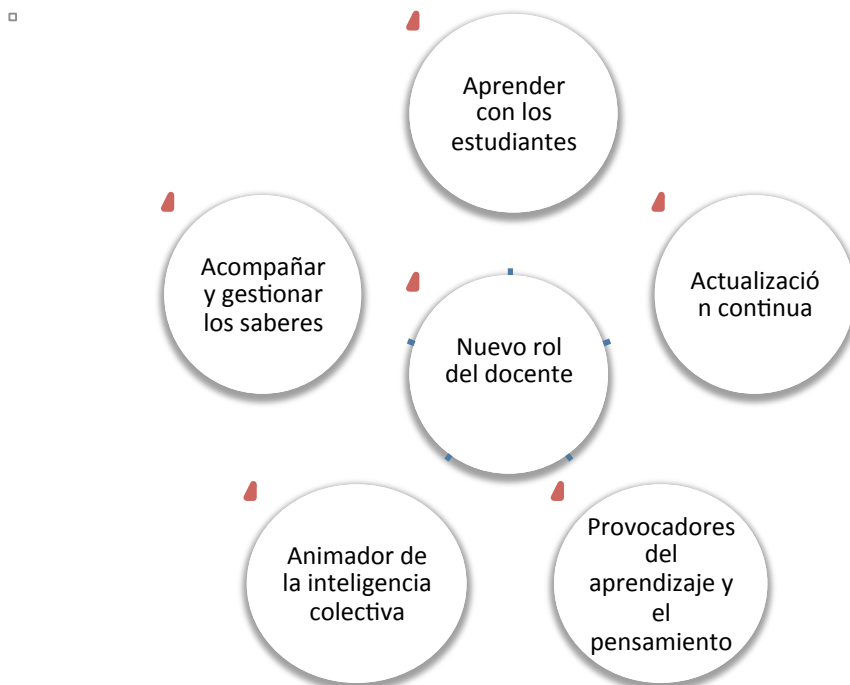 Aprender
con los
estudiantes
Acompañar
y gestionar
los saberes
Actualizació
n continua
Nuevo rol
del docente
Animador de
la inteligencia
colectiva
Provocadores
del
aprendizaje y
el
pensamiento